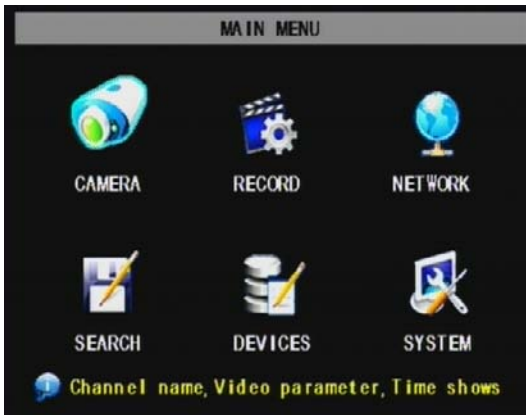 MAIN MENU
CAMERA RECORD NETWORK
SEARCH DEVICES SYSTEM
Channel name, Video parameter, Time shows